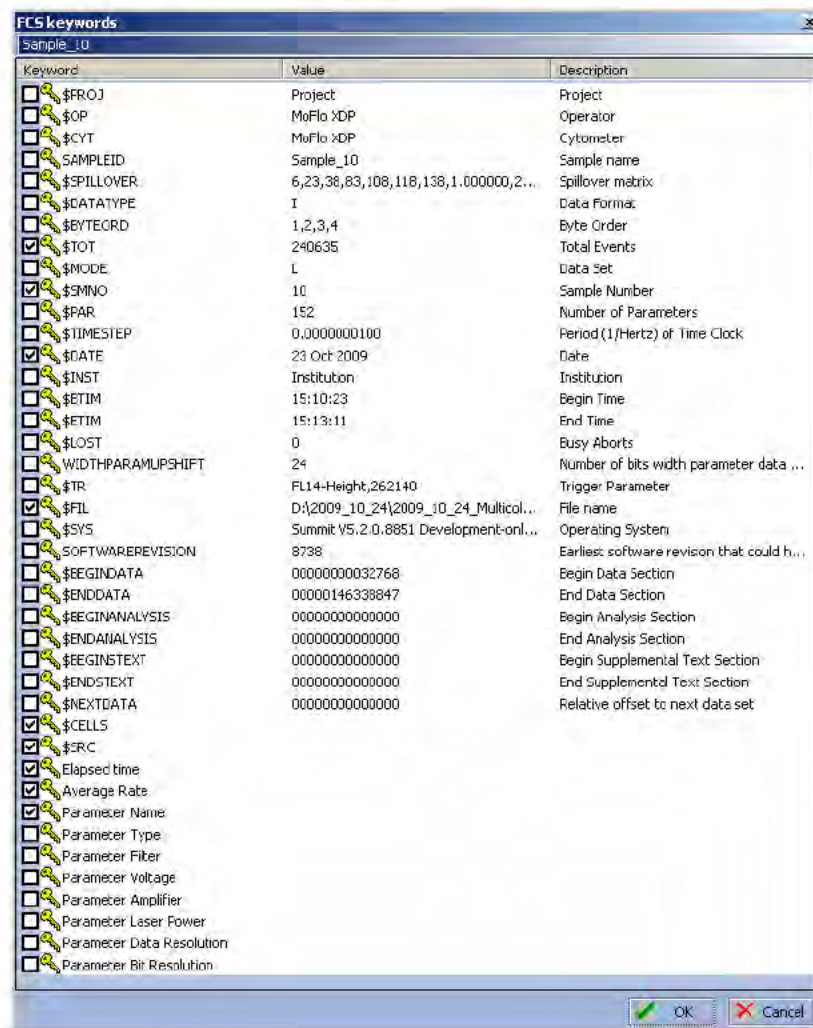 FCS keywords
Sample_10
Keyword Value Description
$PROJ Project Project
$OP MoFlo XDP Operator
$CYT MoFlo XDP Cytometer
SAMPLEID Sample_10 Sample name
$SPILLOVER 6,23,38,83,108,118,138,1.000000,2... Spillover matrix
$DATATYPE I Data Format
$BYTEORD 1,2,3,4 Byte Order
$TOT 240635 Total Events
$MODE L Data Set
$SMNO 10 Sample Number
$PAR 152 Number of Parameters
$TIMESTEP 0.0000000100 Period (1/Hertz) of Time Clock
$DATE 23 Oct 2009 Date
$INST Institution Institution
$BTIM 15:10:23 Begin Time
$ETIM 15:13:11 End Time
$LOST 0 Busy Aborts
WIDTHPARAMUPSHIFT 24 Number of bits width parameter data ...
$TR FL14-Height,262140 Trigger Parameter
$FIL D:\2009_10_24\2009_10_24_Multicol... File name
$SYS Summit V5.2.0.8851 Development-onl... Operating System
SOFTWAREREVISION 8738 Earliest software revision that could h...
$BEGINDATA 00000000032768 Begin Data Section
$ENDDATA 00000146338847 End Data Section
$BEGINANALYSIS 00000000000000 Begin Analysis Section
$ENDANALYSIS 00000000000000 End Analysis Section
$BEGINSTEXT 00000000000000 Begin Supplemental Text Section
$ENDSTEXT 00000000000000 End Supplemental Text Section
$NEXTDATA 00000000000000 Relative offset to next data set
$CELLS
$SRC
Elapsed time
Average Rate
Parameter Name
Parameter Type
Parameter Filter
Parameter Voltage
Parameter Amplifier
Parameter Laser Power
Parameter Data Resolution
Parameter Bit Resolution
OK Cancel